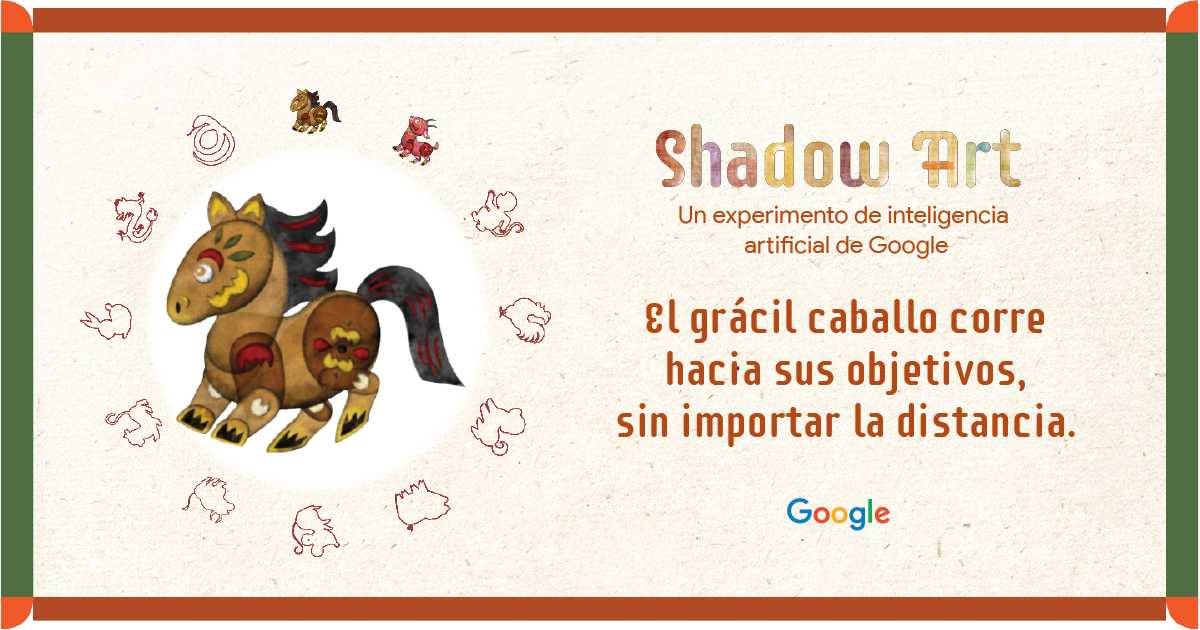 Shadow Art
Un experimento de inteligencia
artificial de Google
El grácil caballo corre
hacia sus objetivos,
sin importar la distancia.
Google